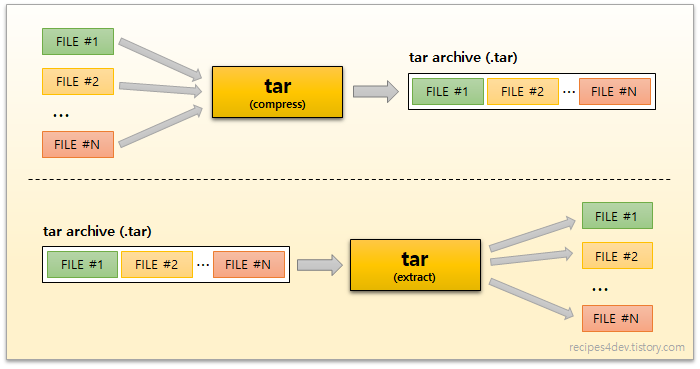 FILE #1
FILE #2
...
FILE #N
tar
(compress)
tar archive (.tar)
FILE #1 FILE #2 ... FILE #N
tar archive (.tar)
FILE #1 FILE #2 ... FILE #N
tar
(extract)
FILE #1
FILE #2
...
FILE #N
recipes4dev.tistory.com